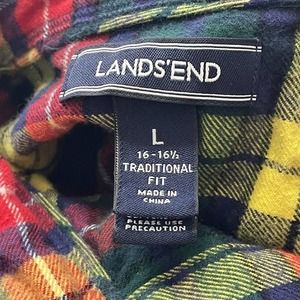 LANDS'END
L
16-16½
TRADITIONAL
FIT
MADE IN
CHINA
PLEASE USE
PRECAUTION